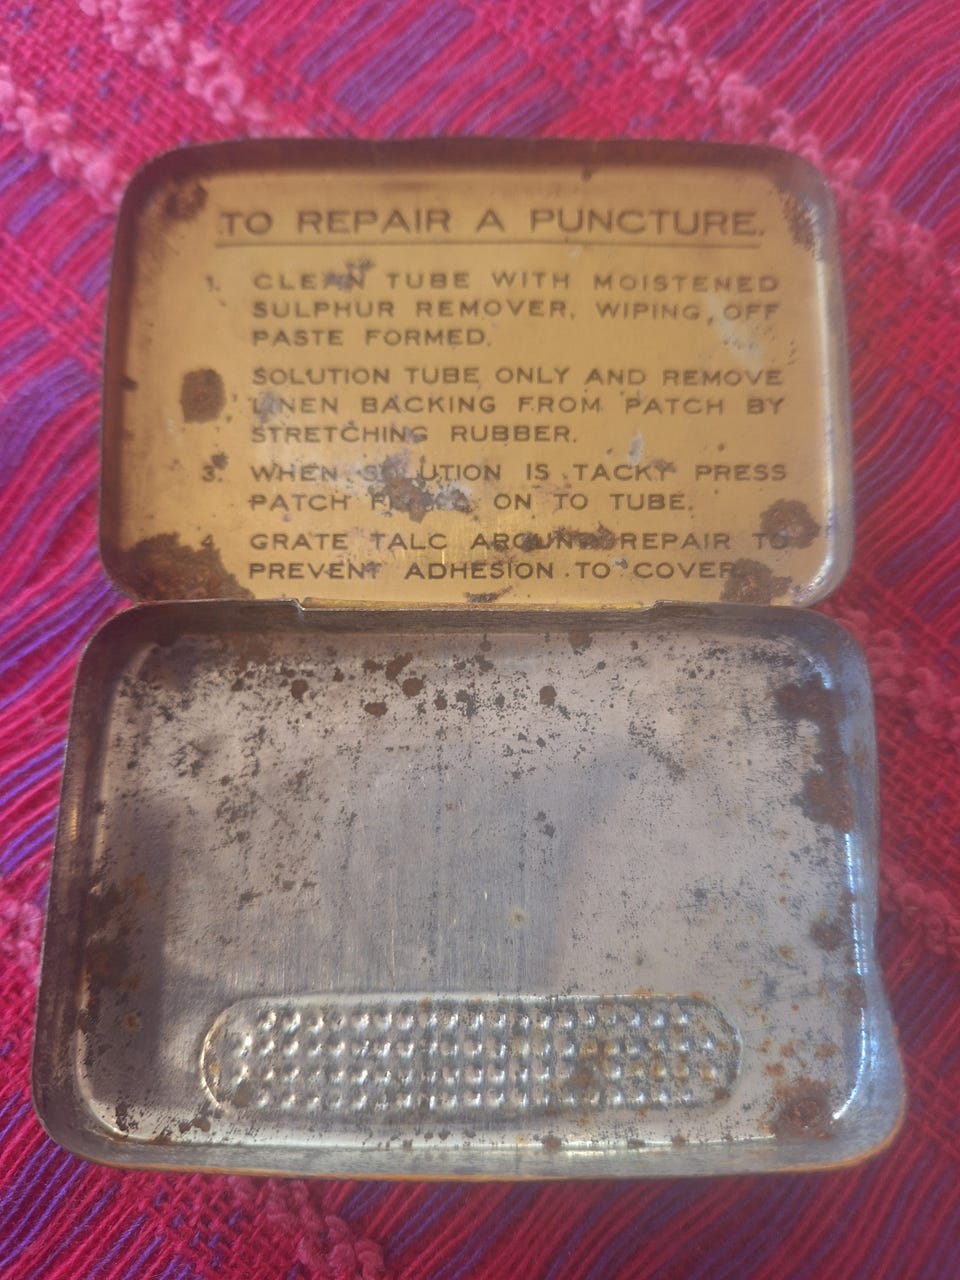 TO REPAIR A PUNCTURE.
1. CLEAN TUBE WITH MOISTENED
SULPHUR REMOVER, WIPING OFF
PASTE FORMED.
SOLUTION TUBE ONLY AND REMOVE
LINEN BACKING FROM PATCH BY
STRETCHING RUBBER.
3. WHEN SOLUTION IS TACKY PRESS
PATCH ON TO TUBE.
4. GRATE TALC AROUND REPAIR TO
PREVENT ADHESION TO COVER